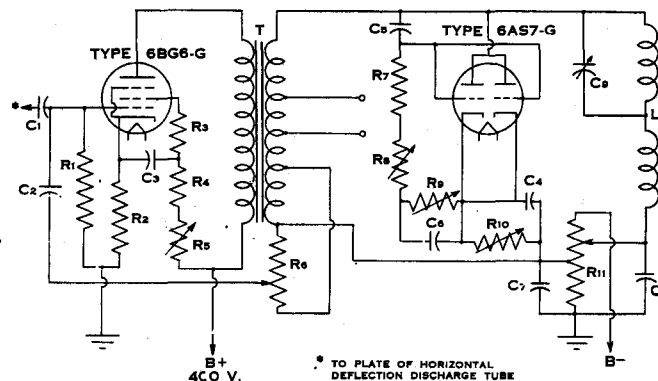 TYPE 6BG6-G
T
TYPE 6AS7-G
C5
R7
C9
L
*
C1
R3
R8
R1
C3
R4
C2
R2
R5
R9
C4
C6
R10
R6
R11
C7
C
B+
400 V.
B-
* TO PLATE OF HORIZONTAL
DEFLECTION DISCHARGE TUBE